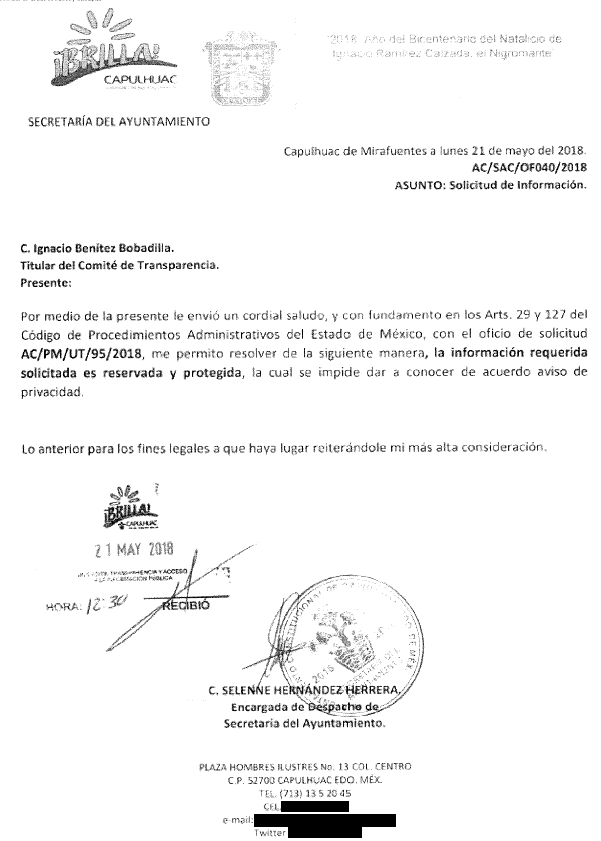 ¡BRILLA!
CAPULHUAC
"2018. Año del Bicentenario del Natalicio de
Ignacio Ramírez Calzada, el Nigromante
SECRETARÍA DEL AYUNTAMIENTO
Capulhuac de Mirafuentes a lunes 21 de mayo del 2018.
AC/SAC/OF040/2018
ASUNTO: Solicitud de Información.
C. Ignacio Benítez Bobadilla.
Titular del Comité de Transparencia.
Presente:
Por medio de la presente le envió un cordial saludo, y con fundamento en los Arts. 29 y 127 del
Código de Procedimientos Administrativos del Estado de México, con el oficio de solicitud
AC/PM/UT/95/2018, me permito resolver de la siguiente manera, la información requerida
solicitada es reservada y protegida, la cual se impide dar a conocer de acuerdo aviso de
privacidad.
Lo anterior para los fines legales a que haya lugar reiterándole mi más alta consideración.
¡BRILLA!
CAPULHUAC
21 MAY 2018
TRANSPARENCIA Y ACCESO
A LA INFORMACIÓN PÚBLICA
HORA: 12:30 RECIBIÓ
C. SELENNE HERNÁNDEZ HERRERA.
Encargada de Despacho de
Secretaría del Ayuntamiento.
PLAZA HOMBRES ILUSTRES No. 13 COL. CENTRO
C.P. 52700 CAPULHUAC EDO. MÉX.
TEL. (713) 13 5 20 45
CEL.
e-mail:
Twitter